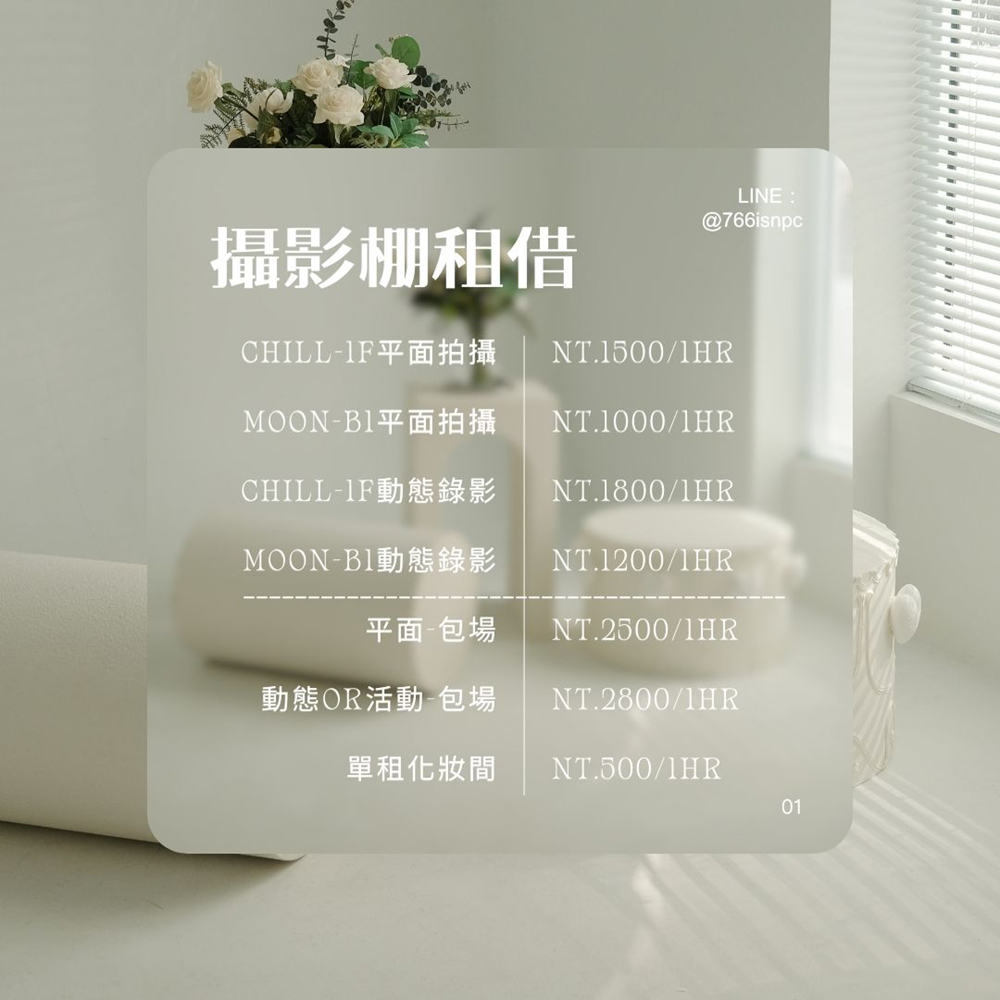 LINE：
@766isnpc
攝影棚租借
CHILL-1F平面拍攝 NT.1500/1HR
MOON-B1平面拍攝 NT.1000/1HR
CHILL-1F動態錄影 NT.1800/1HR
MOON-B1動態錄影 NT.1200/1HR
平面-包場 NT.2500/1HR
動態OR活動-包場 NT.2800/1HR
單租化妝間 NT.500/1HR
01